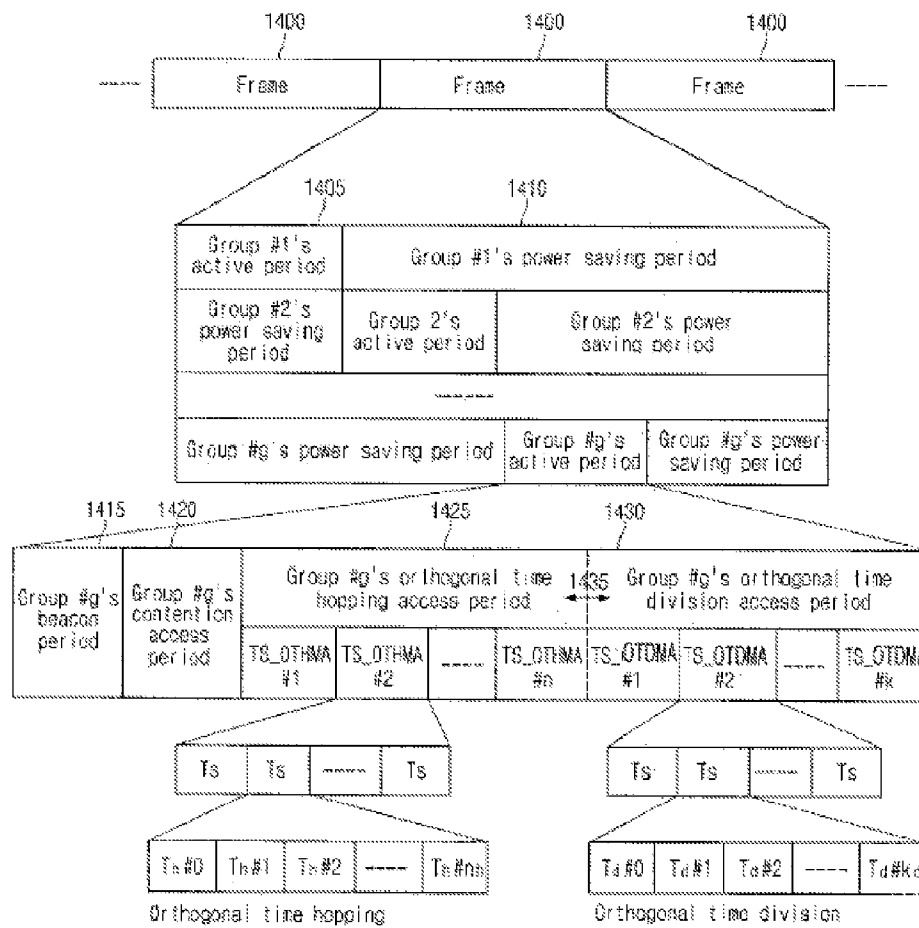 1400 1400 1400
Frame Frame Frame
1405 1410
Group #1's
active period
Group #1's power saving period
Group #2's
power saving
period
Group 2's
active period
Group #2's power
saving period
Group #g's power saving period
Group #g's
active period
Group #g's power
saving period
1415 1420 1425 1430
Group #g's
beacon
period
Group #g's
contention
access
period
Group #g's orthogonal time
hopping access period
1435
Group #g's orthogonal time
division access period
TS_OTHMA
#1
TS_OTHMA
#2
TS_OTHMA
#n
TS_OTDMA
#1
TS_OTDMA
#2
TS_OTDMA
#k
Ts Ts Ts
Ts Ts Ts
Th#0 Th#1 Th#2 Th#nh
Td#0 Td#1 Td#2 Td#kd
Orthogonal time hopping
Orthogonal time division